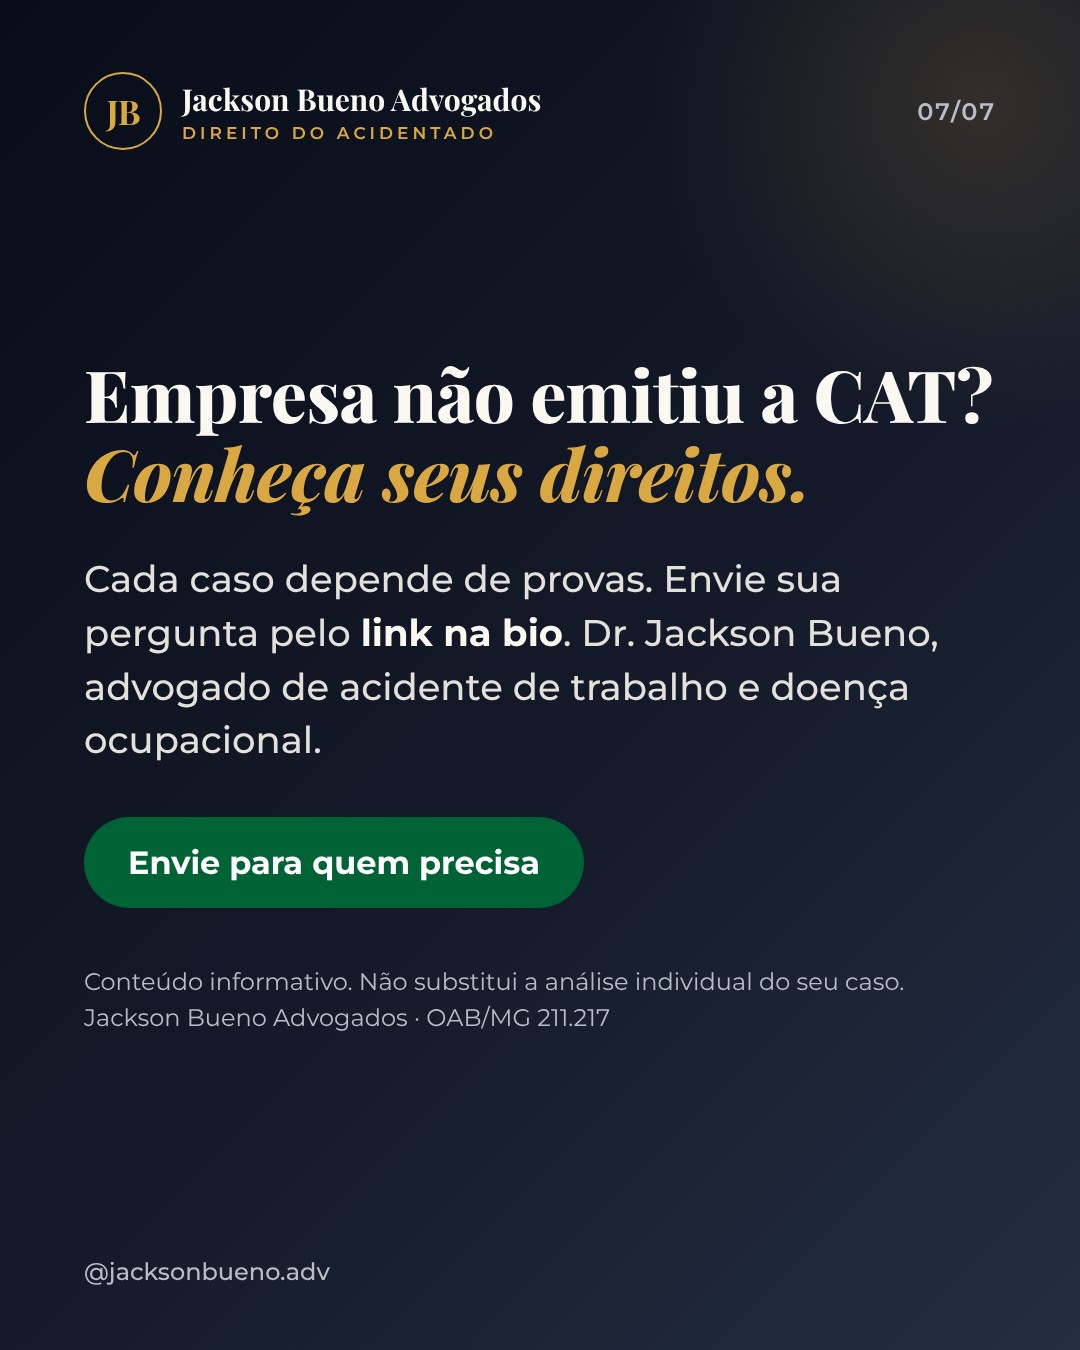 JB
Jackson Bueno Advogados
DIREITO DO ACIDENTADO
07/07
Empresa não emitiu a CAT?
Conheça seus direitos.
Cada caso depende de provas. Envie sua
pergunta pelo link na bio. Dr. Jackson Bueno,
advogado de acidente de trabalho e doença
ocupacional.
Envie para quem precisa
Conteúdo informativo. Não substitui a análise individual do seu caso.
Jackson Bueno Advogados · OAB/MG 211.217
@jacksonbueno.adv